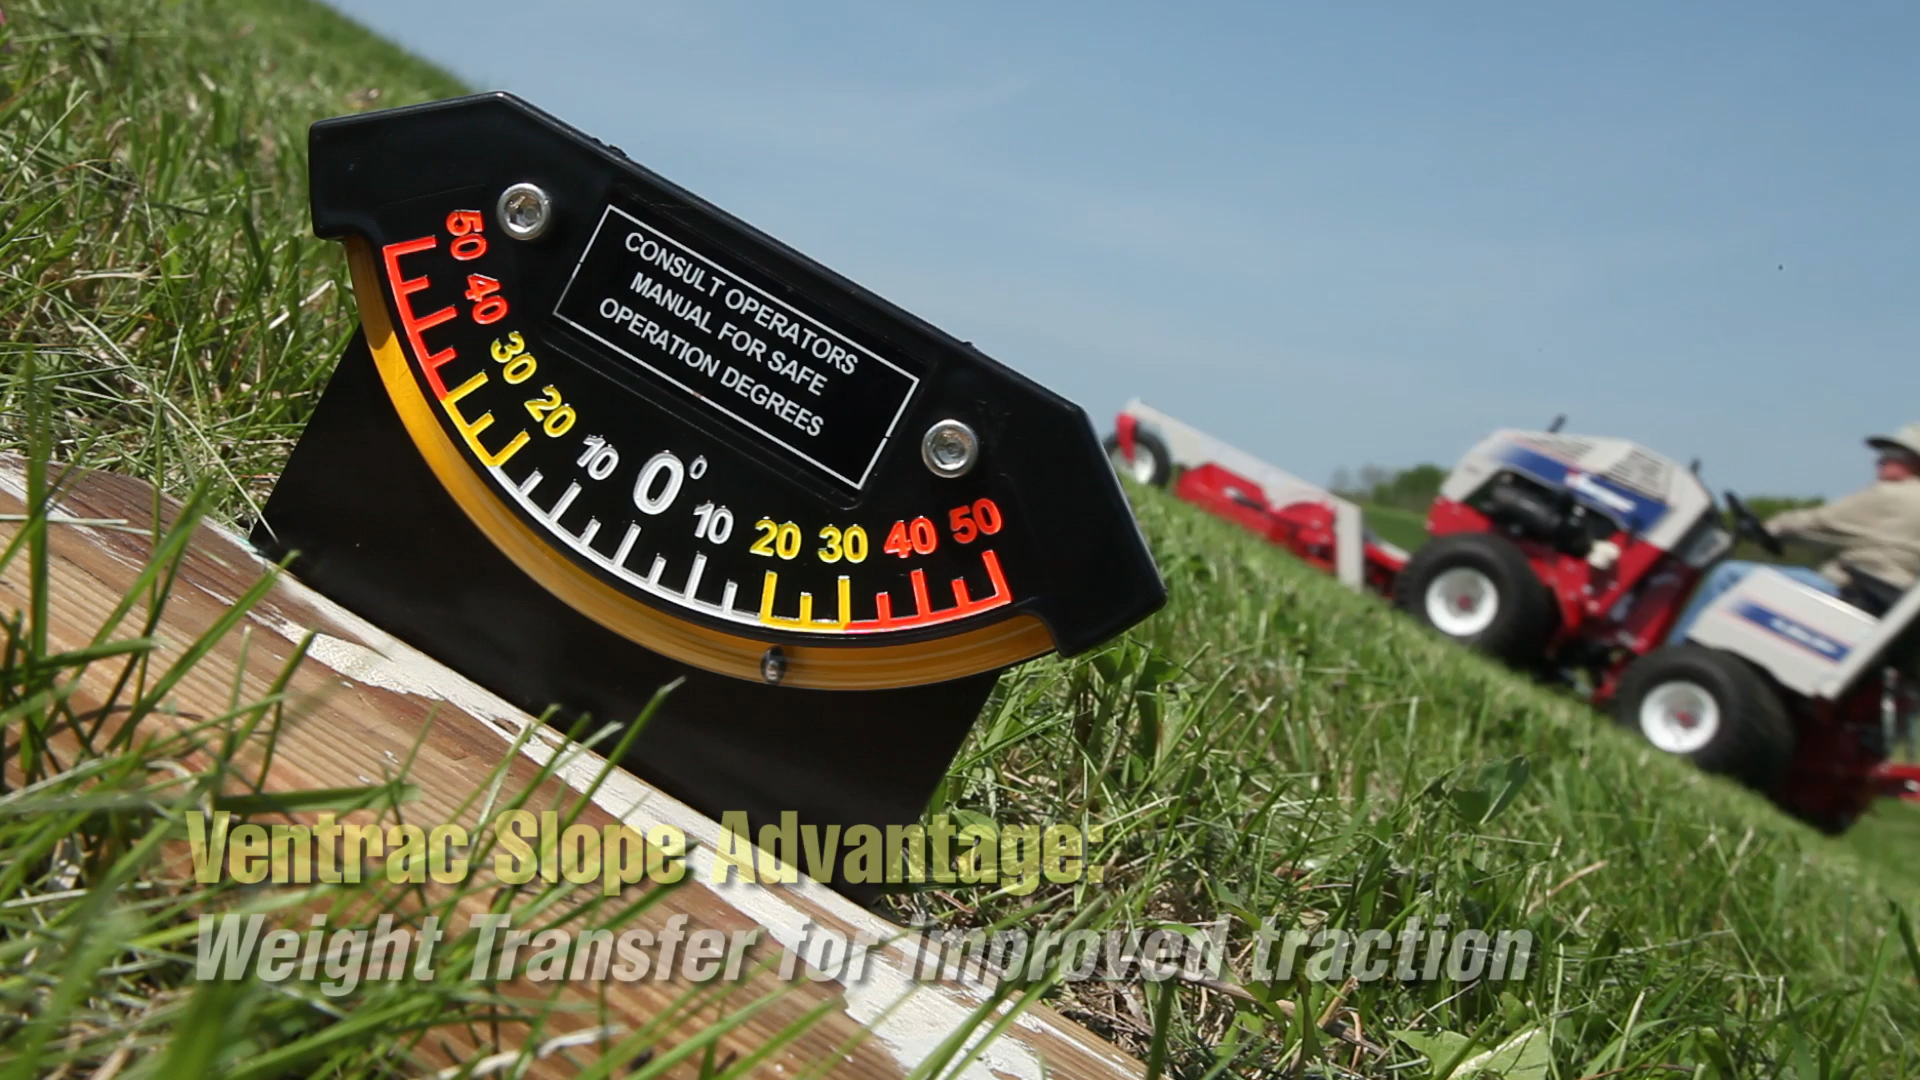 CONSULT OPERATORS
MANUAL FOR SAFE
OPERATION DEGREES
50 40 30 20 10 0° 10 20 30 40 50
Ventrac Slope Advantage:
Weight Transfer for improved traction